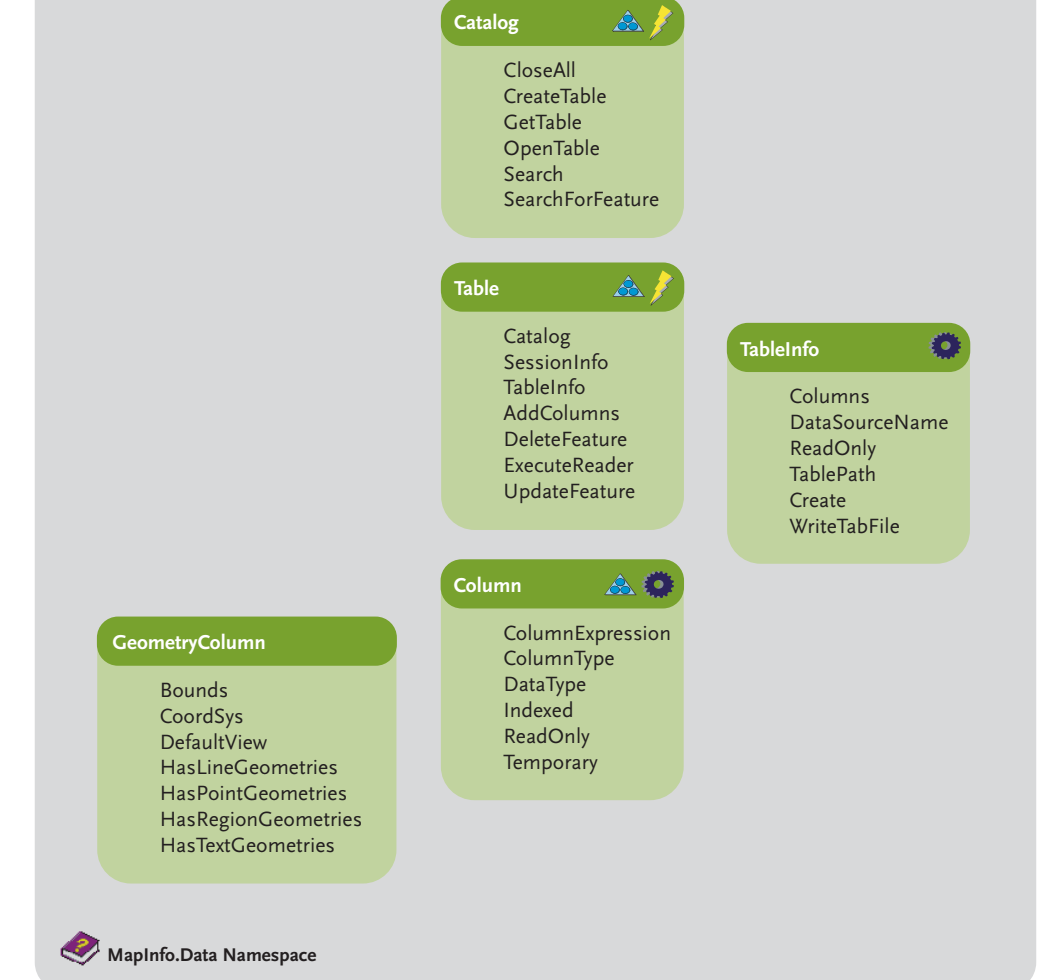 Catalog
CloseAll
CreateTable
GetTable
OpenTable
Search
SearchForFeature
Table
Catalog
SessionInfo
TableInfo
AddColumns
DeleteFeature
ExecuteReader
UpdateFeature
TableInfo
Columns
DataSourceName
ReadOnly
TablePath
Create
WriteTabFile
Column
ColumnExpression
ColumnType
DataType
Indexed
ReadOnly
Temporary
GeometryColumn
Bounds
CoordSys
DefaultView
HasLineGeometries
HasPointGeometries
HasRegionGeometries
HasTextGeometries
?
MapInfo.Data Namespace